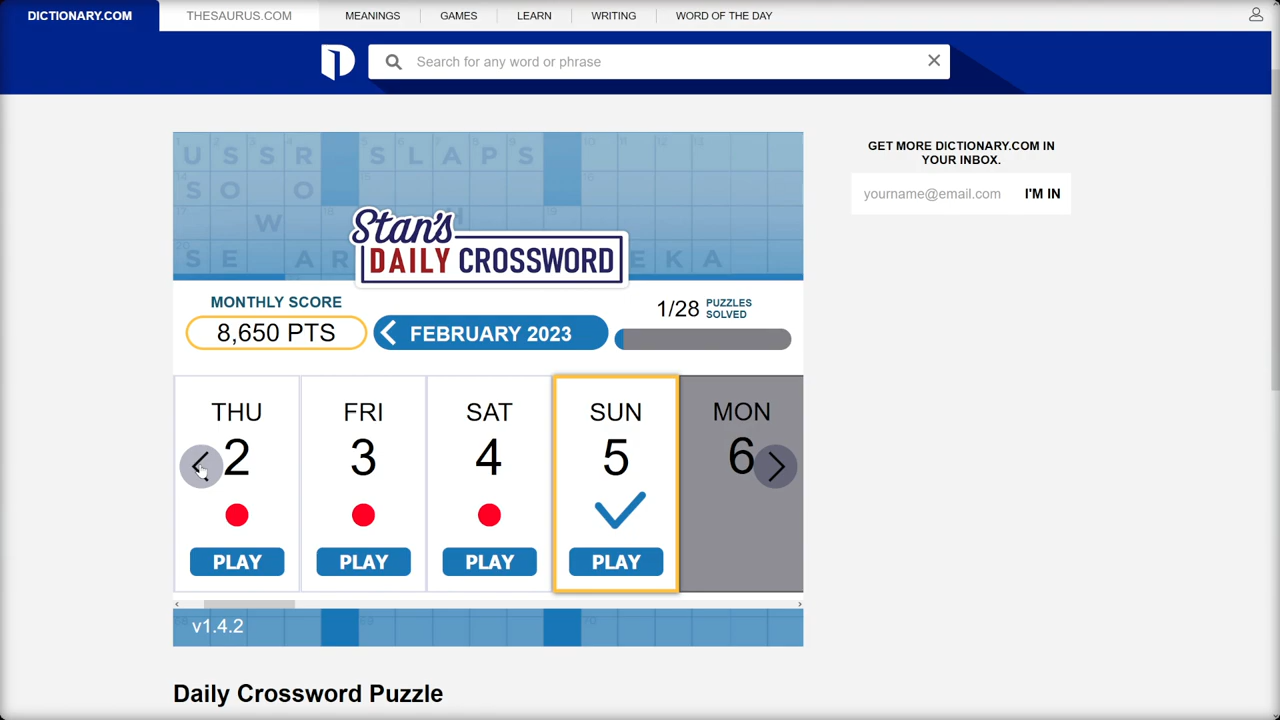 DICTIONARY.COM THESAURUS.COM MEANINGS GAMES LEARN WRITING WORD OF THE DAY
Search for any word or phrase
U S S R S L A P S
S O O
W
S E A R E K A
Stan's
DAILY CROSSWORD
GET MORE DICTIONARY.COM IN
YOUR INBOX.
yourname@email.com I'M IN
MONTHLY SCORE
8,650 PTS
FEBRUARY 2023
1/28 PUZZLES
SOLVED
THU FRI SAT SUN MON
2 3 4 5 6
PLAY PLAY PLAY PLAY
v1.4.2
Daily Crossword Puzzle